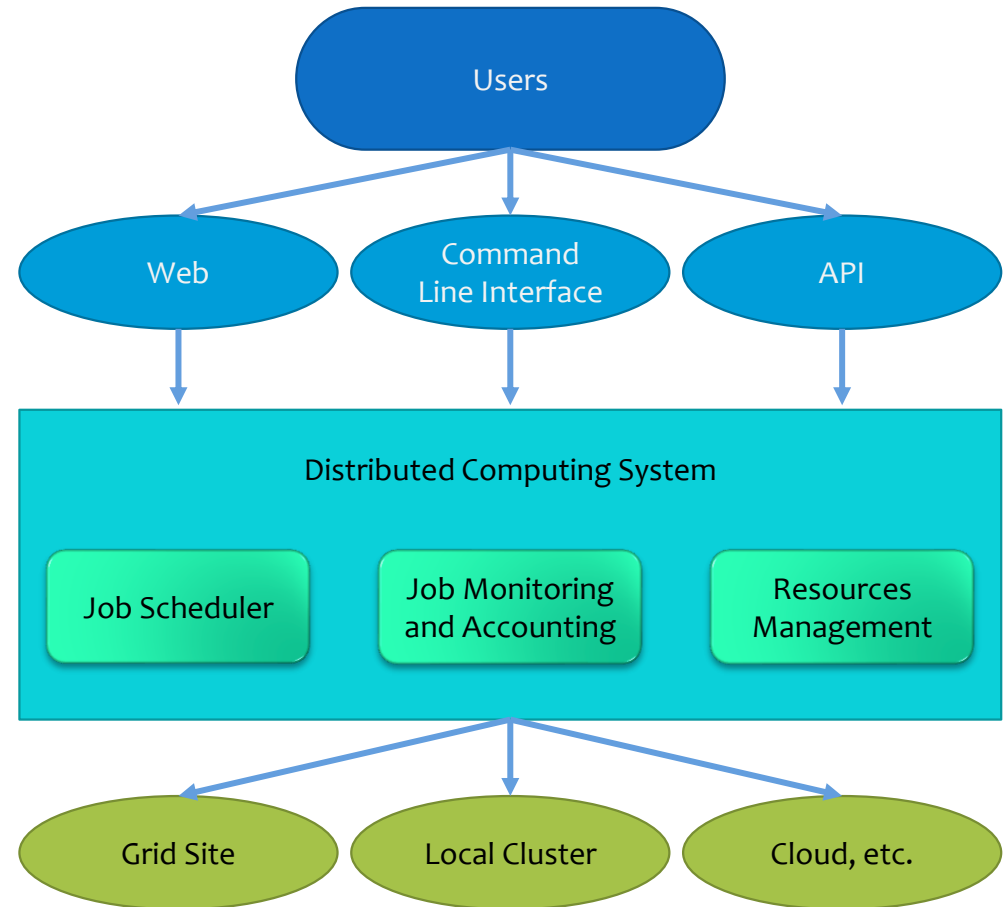 Users
Web
Command
Line Interface
API
Distributed Computing System
Job Scheduler
Job Monitoring
and Accounting
Resources
Management
Grid Site
Local Cluster
Cloud, etc.